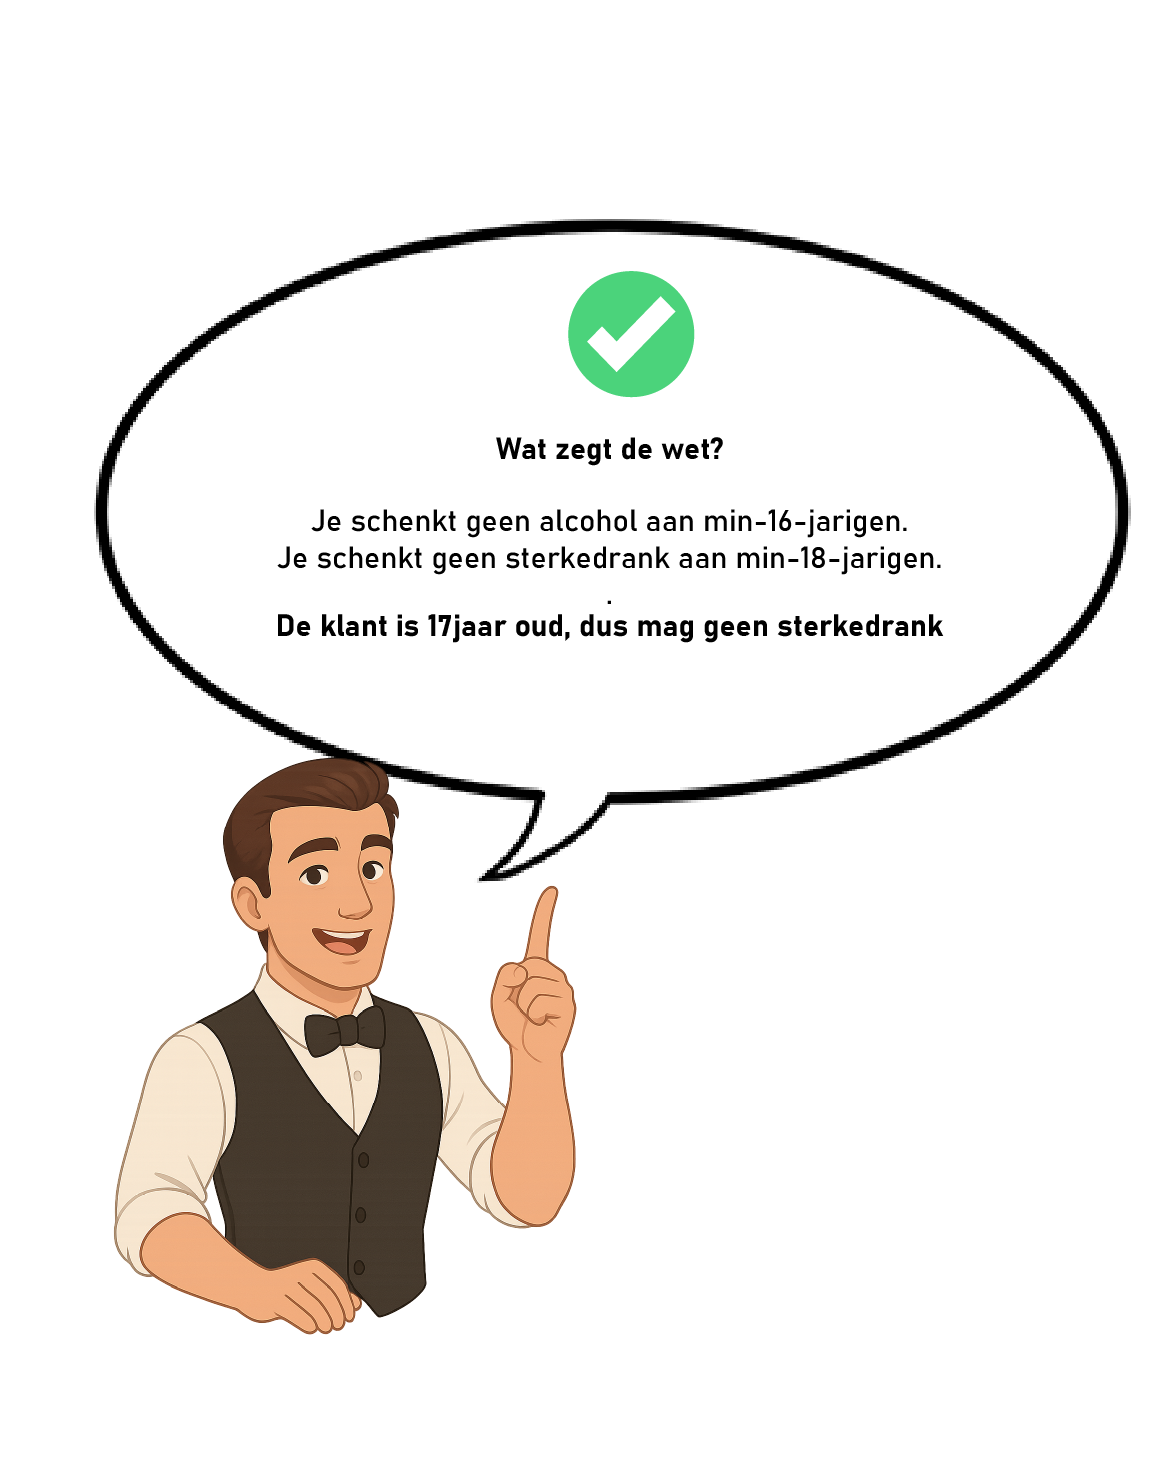 Wat zegt de wet?
Je schenkt geen alcohol aan min-16-jarigen.
Je schenkt geen sterkedrank aan min-18-jarigen.
.
De klant is 17jaar oud, dus mag geen sterkedrank